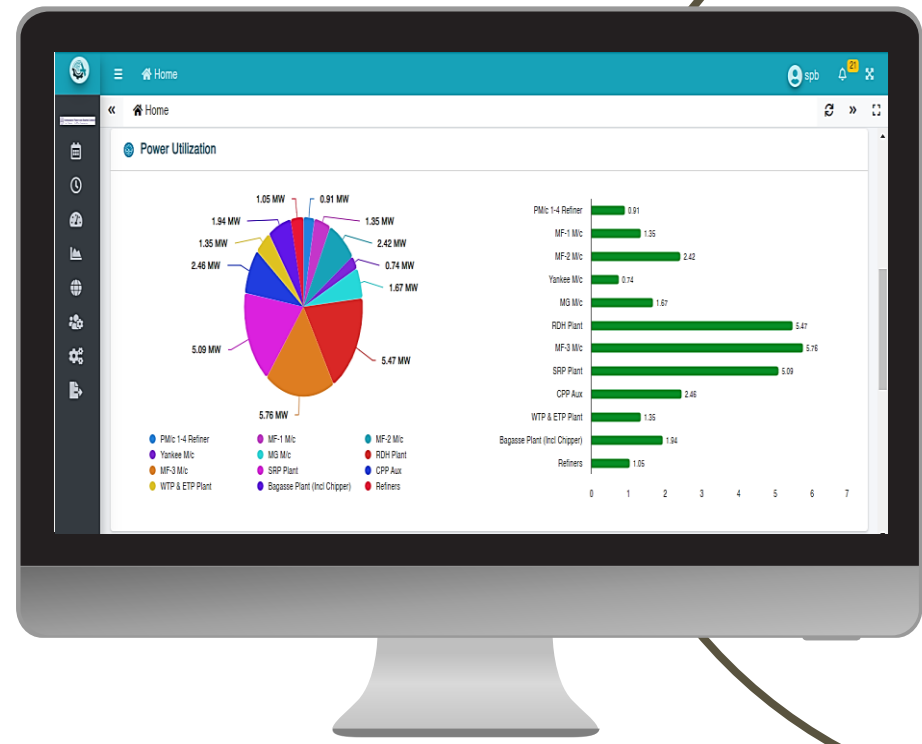 Home
spb
21
Home
Power Utilization
1.05 MW
0.91 MW
1.94 MW
1.35 MW
1.35 MW
2.42 MW
2.46 MW
0.74 MW
1.67 MW
5.09 MW
5.47 MW
5.76 MW
PM/c 1-4 Refiner
MF-1 M/c
MF-2 M/c
Yankee M/c
MG M/c
RDH Plant
MF-3 M/c
SRP Plant
CPP Aux
WTP & ETP Plant
Bagasse Plant (Incl Chipper)
Refiners
PM/c 1-4 Refiner 0.91
MF-1 M/c 1.35
MF-2 M/c 2.42
Yankee M/c 0.74
MG M/c 1.67
RDH Plant 5.47
MF-3 M/c 5.76
SRP Plant 5.09
CPP Aux 2.46
WTP & ETP Plant 1.35
Bagasse Plant (Incl Chipper) 1.94
Refiners 1.05
0 1 2 3 4 5 6 7